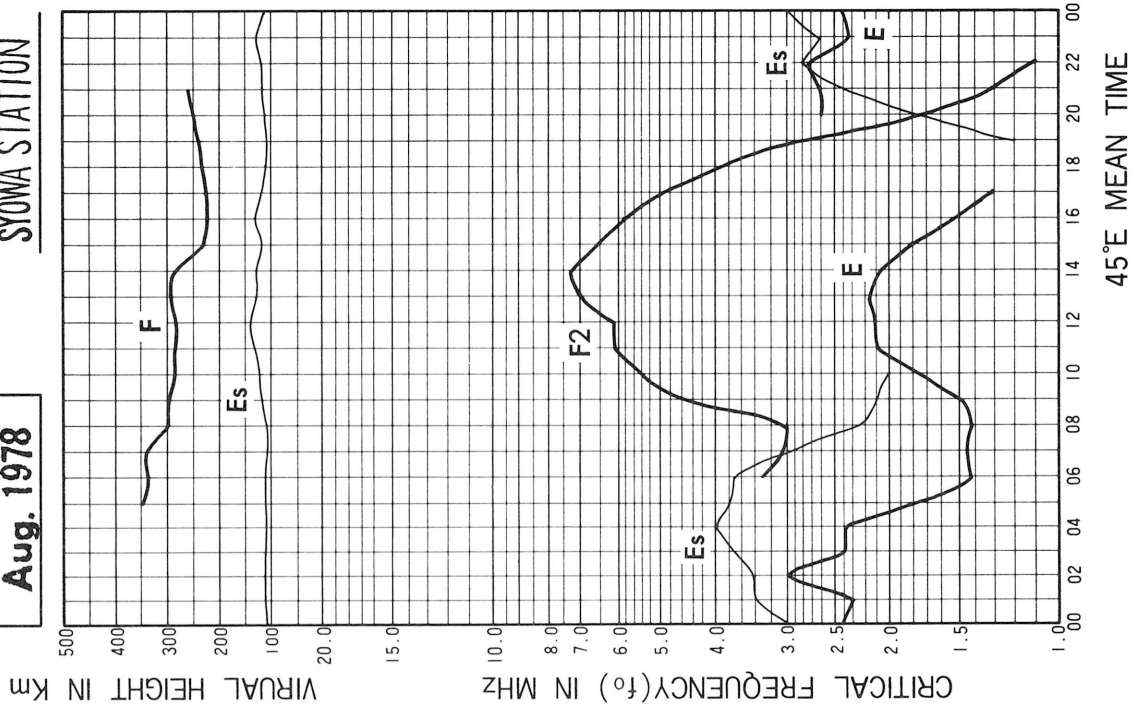 Aug. 1978
SYOWA STATION
VIRUAL HEIGHT IN Km
500
400
300
200
100
F
Es
CRITICAL FREQUENCY (fo) IN MHz
20.0
15.0
10.0
8.0
7.0
6.0
5.0
4.0
3.0
2.5
2.0
1.5
1.0
F2
Es
E
Es
E
00 02 04 06 08 10 12 14 16 18 20 22 00
45°E MEAN TIME